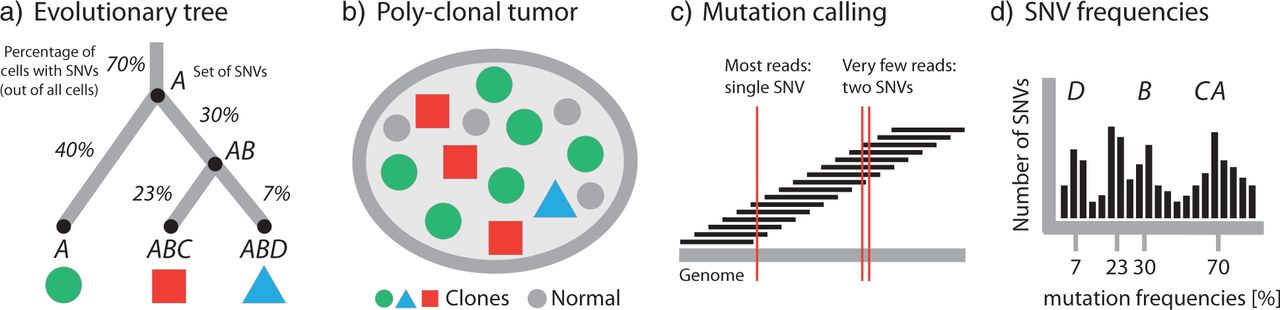 a) Evolutionary tree
Percentage of
cells with SNVs
(out of all cells)
70%
A
Set of SNVs
30%
40%
AB
23%
7%
A
ABC
ABD
b) Poly-clonal tumor
Clones
Normal
c) Mutation calling
Most reads:
single SNV
Very few reads:
two SNVs
Genome
d) SNV frequencies
Number of SNVs
D B C A
7 23 30 70
mutation frequencies [%]